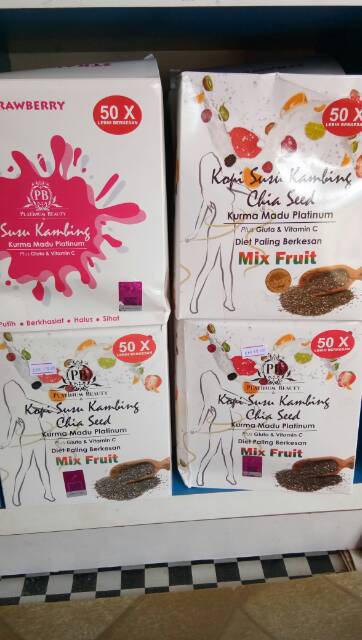 RAWBERRY
50 X
LEBIH BERKESAN
PB
PLATINUM BEAUTY
Susu Kambing
Kurma Madu Platinum
Plus Gluta & Vitamin C
Putih • Berkhasiat • Halus • Sihat
50 X
LEBIH BERKESAN
Kopi Susu Kambing
Chia Seed
Kurma Madu Platinum
Plus Gluta & Vitamin C
Diet Paling Berkesan
Mix Fruit
50 X
LEBIH BERKESAN
PB
PLATINUM BEAUTY
Kopi Susu Kambing
Chia Seed
Kurma Madu Platinum
Plus Gluta & Vitamin C
Diet Paling Berkesan
Mix Fruit
50 X
LEBIH BERKESAN
PB
PLATINUM BEAUTY
Kopi Susu Kambing
Chia Seed
Kurma Madu Platinum
Plus Gluta & Vitamin C
Diet Paling Berkesan
Mix Fruit